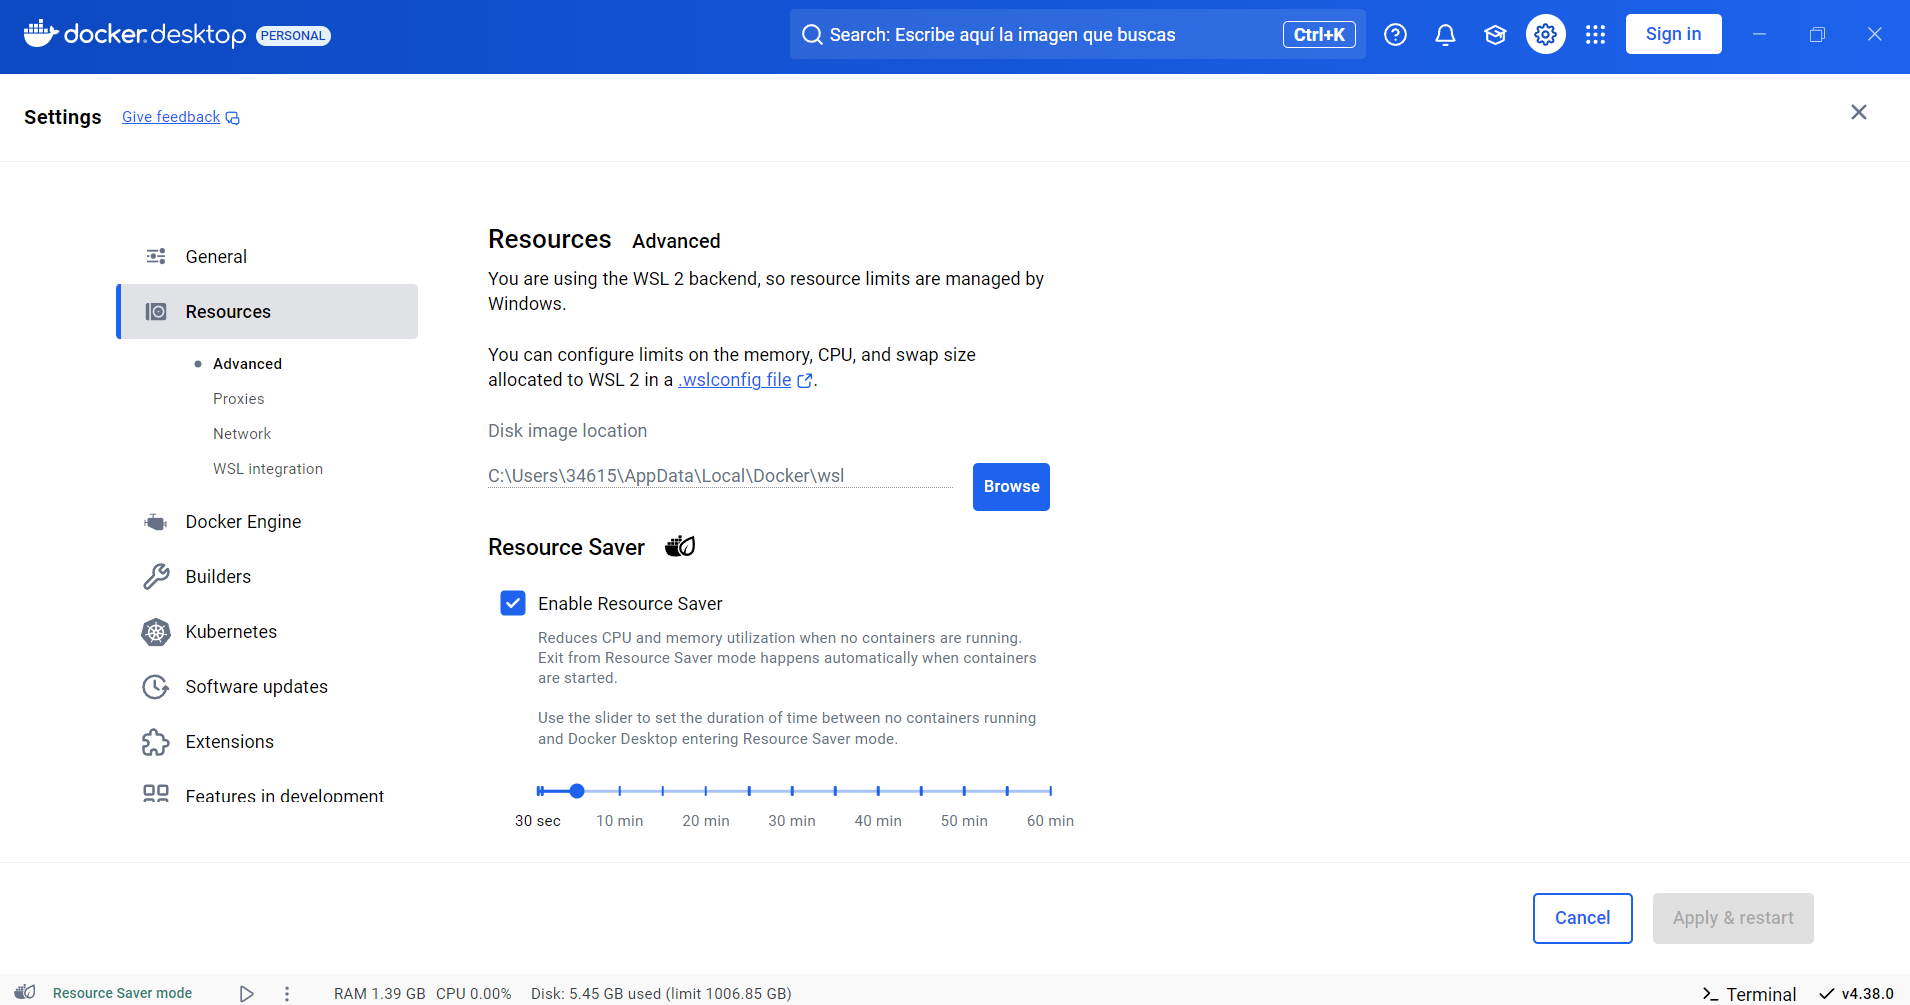 docker.desktop PERSONAL
Search: Escribe aquí la imagen que buscas Ctrl+K
Sign in
Settings Give feedback
General
Resources
Advanced
Proxies
Network
WSL integration
Docker Engine
Builders
Kubernetes
Software updates
Extensions
Features in development
Resources Advanced
You are using the WSL 2 backend, so resource limits are managed by
Windows.
You can configure limits on the memory, CPU, and swap size
allocated to WSL 2 in a .wslconfig file.
Disk image location
C:\Users\34615\AppData\Local\Docker\wsl
Browse
Resource Saver
Enable Resource Saver
Reduces CPU and memory utilization when no containers are running.
Exit from Resource Saver mode happens automatically when containers
are started.
Use the slider to set the duration of time between no containers running
and Docker Desktop entering Resource Saver mode.
30 sec 10 min 20 min 30 min 40 min 50 min 60 min
Cancel Apply & restart
Resource Saver mode RAM 1.39 GB CPU 0.00% Disk: 5.45 GB used (limit 1006.85 GB) Terminal v4.38.0